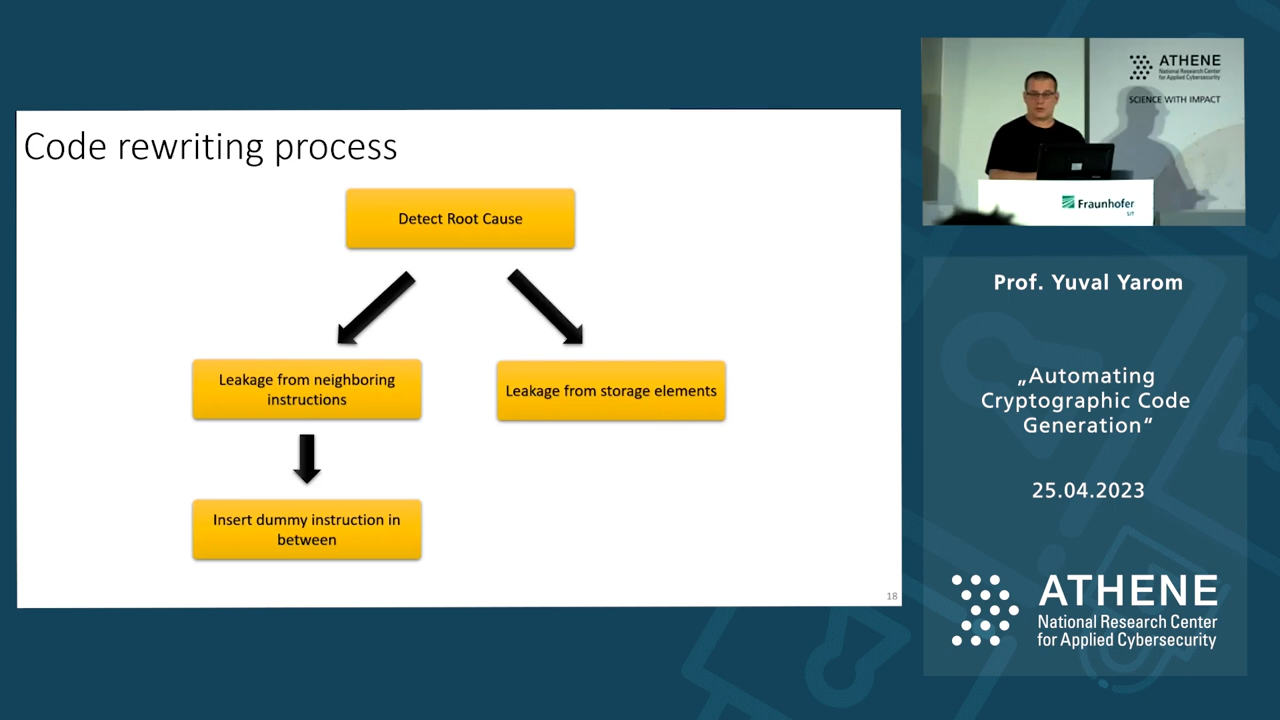 Code rewriting process
Detect Root Cause
Leakage from neighboring
instructions
Leakage from storage elements
Insert dummy instruction in
between
18
ATHENE
National Research Center
for Applied Cybersecurity
SCIENCE WITH IMPACT
Fraunhofer
SIT
Prof. Yuval Yarom
„Automating
Cryptographic Code
Generation“
25.04.2023
ATHENE
National Research Center
for Applied Cybersecurity